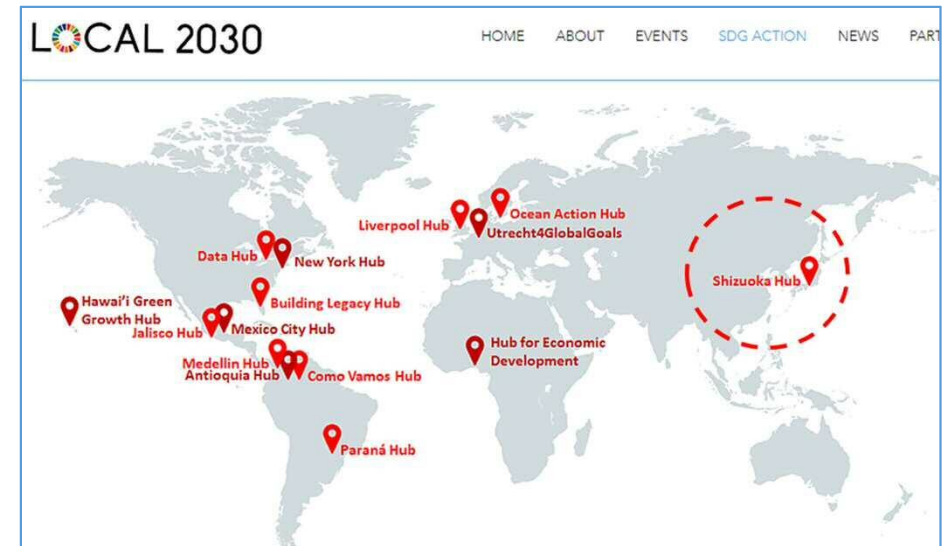 LOCAL 2030
HOME ABOUT EVENTS SDG ACTION NEWS PART
Ocean Action Hub
Liverpool Hub
Utrecht4GlobalGoals
Data Hub
New York Hub
Shizuoka Hub
Building Legacy Hub
Hawai'i Green
Growth Hub
Jalisco Hub
Mexico City Hub
Hub for Economic
Development
Medellin Hub
Antioquia Hub
Como Vamos Hub
Paraná Hub